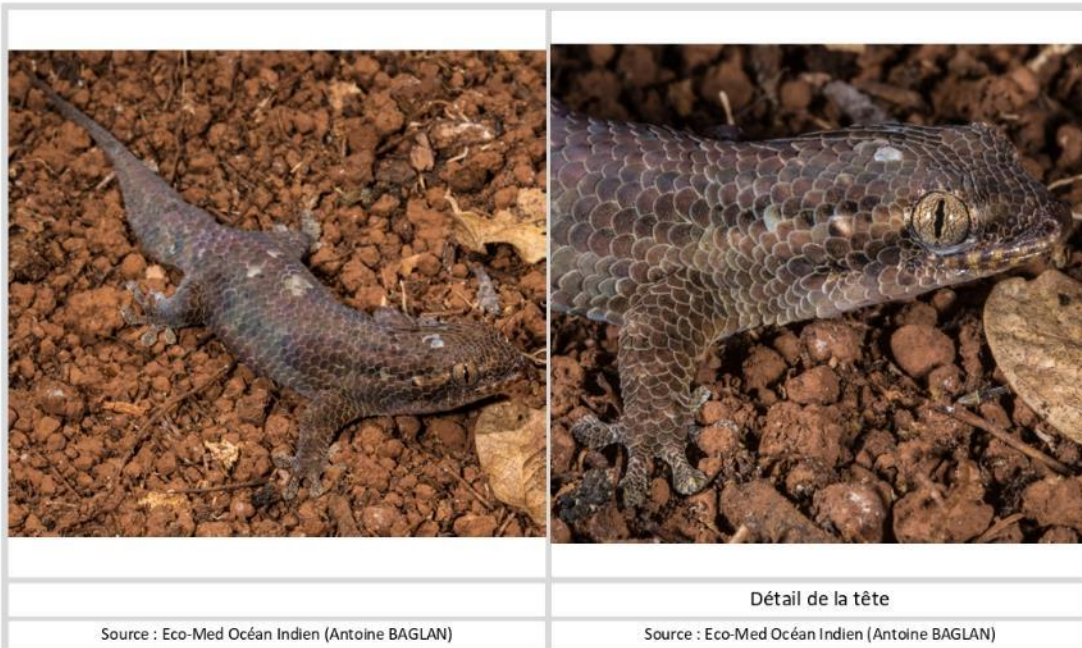 Détail de la tête
Source : Eco-Med Océan Indien (Antoine BAGLAN)
Source : Eco-Med Océan Indien (Antoine BAGLAN)